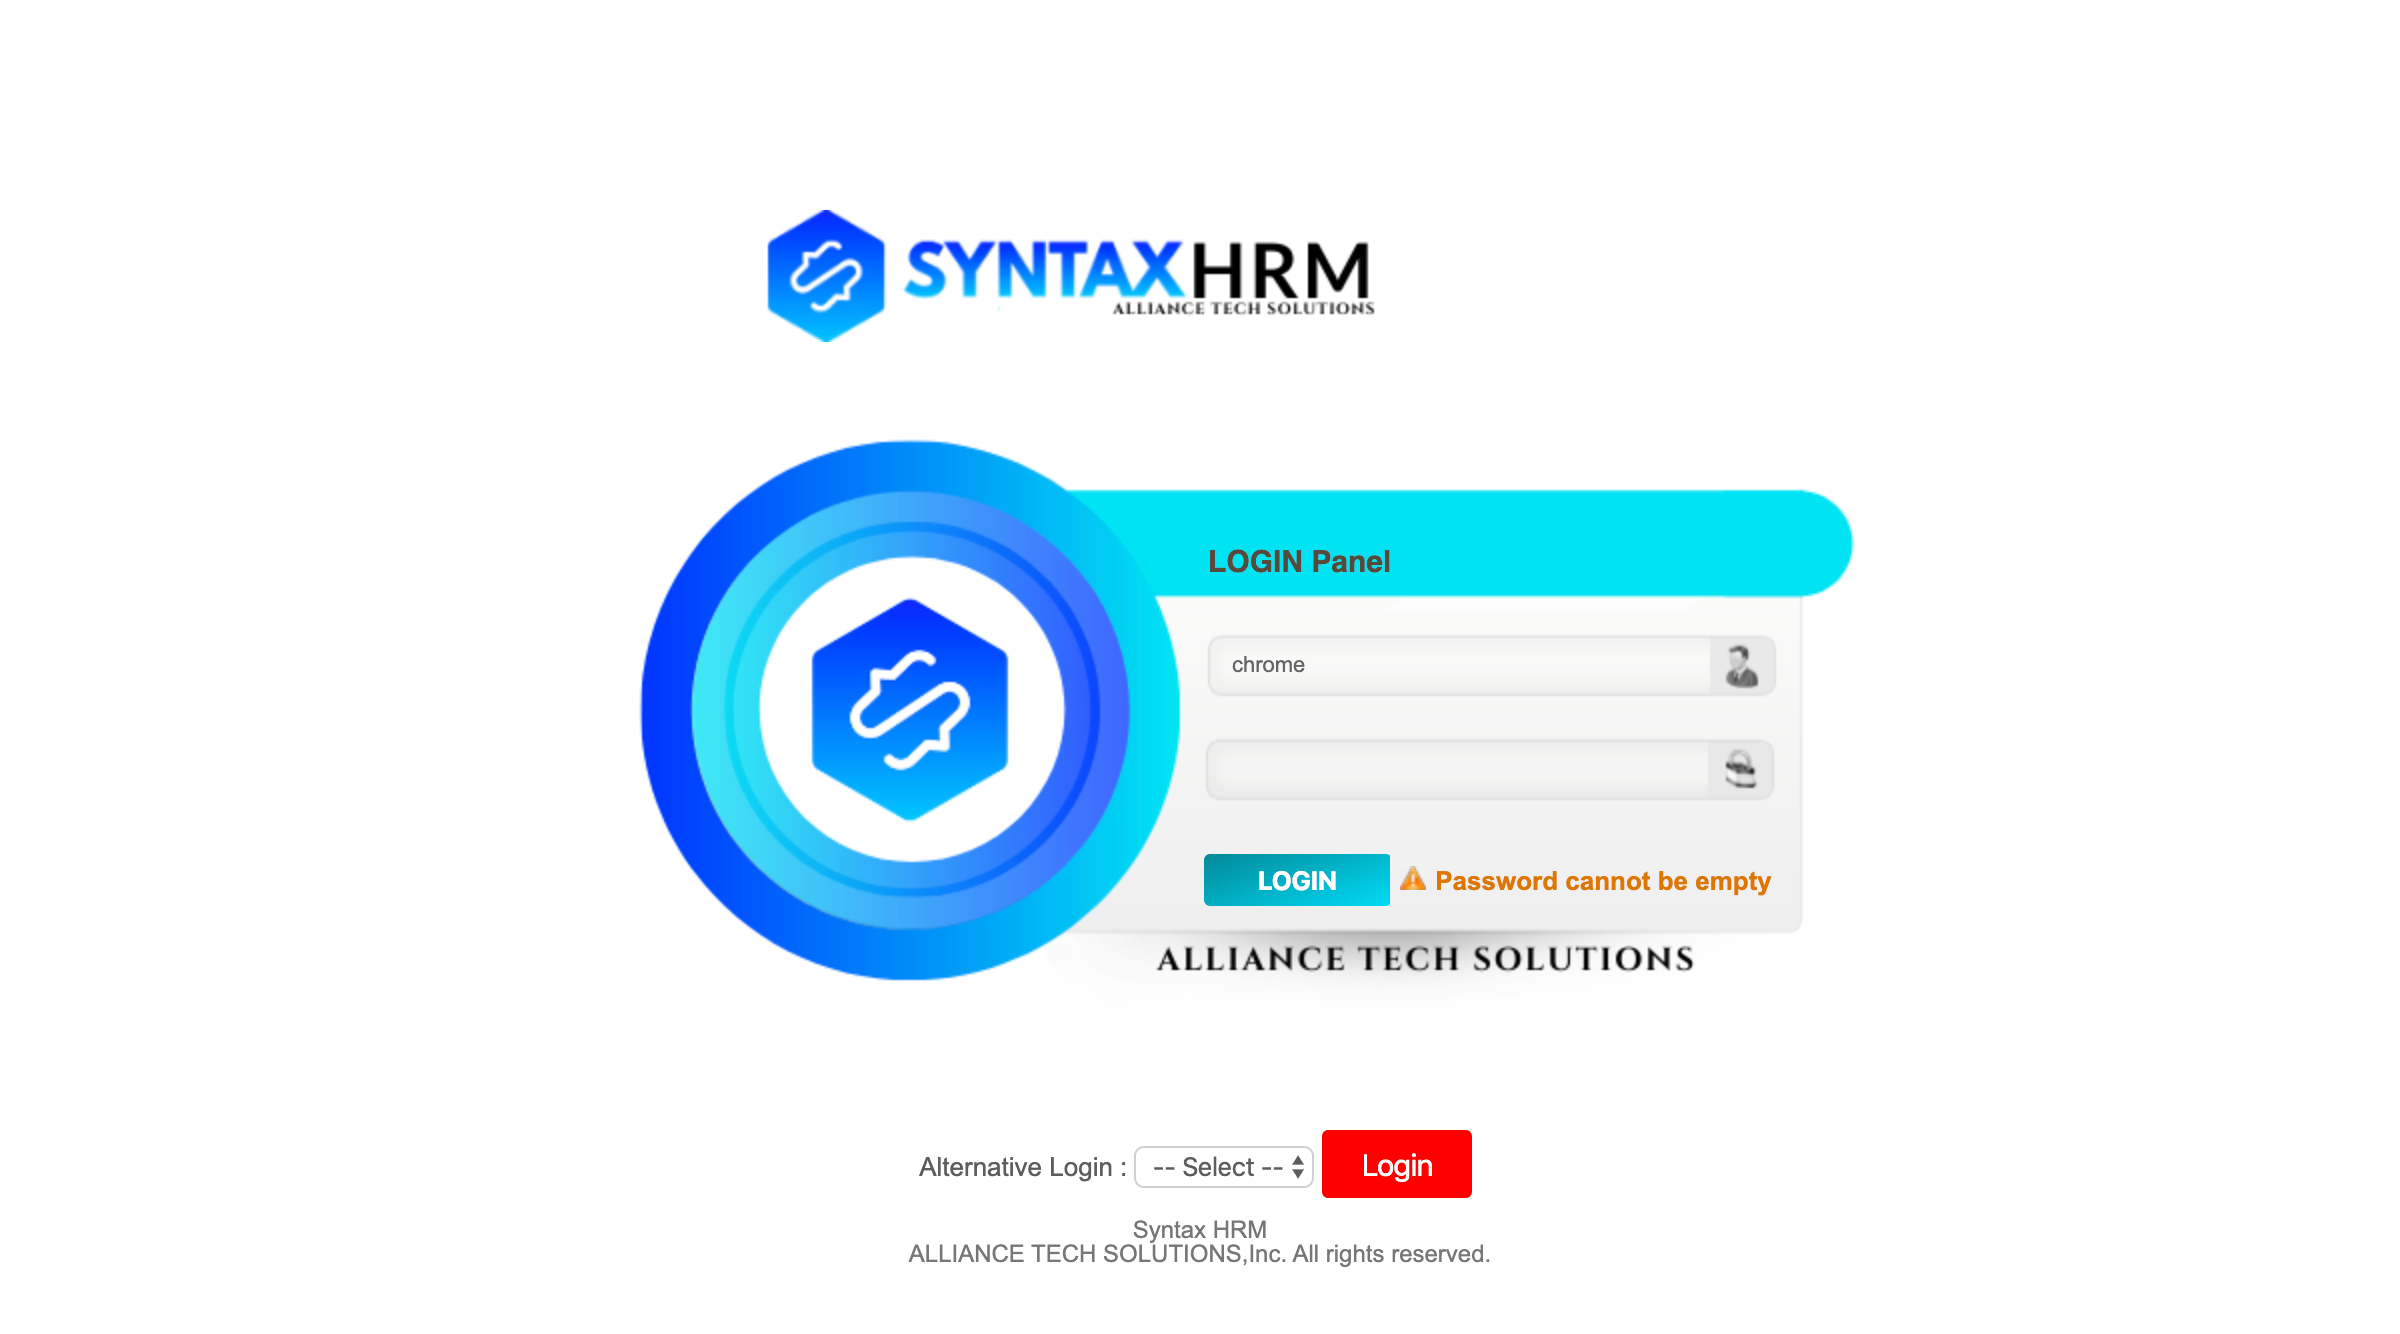 SYNTAXHRM
ALLIANCE TECH SOLUTIONS
LOGIN Panel
chrome
LOGIN
Password cannot be empty
ALLIANCE TECH SOLUTIONS
Alternative Login : -- Select -- Login
Syntax HRM
ALLIANCE TECH SOLUTIONS,Inc. All rights reserved.